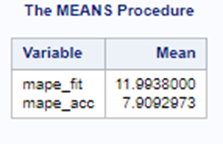 The MEANS Procedure
Variable Mean
mape_fit 11.9938000
mape_acc 7.9092973